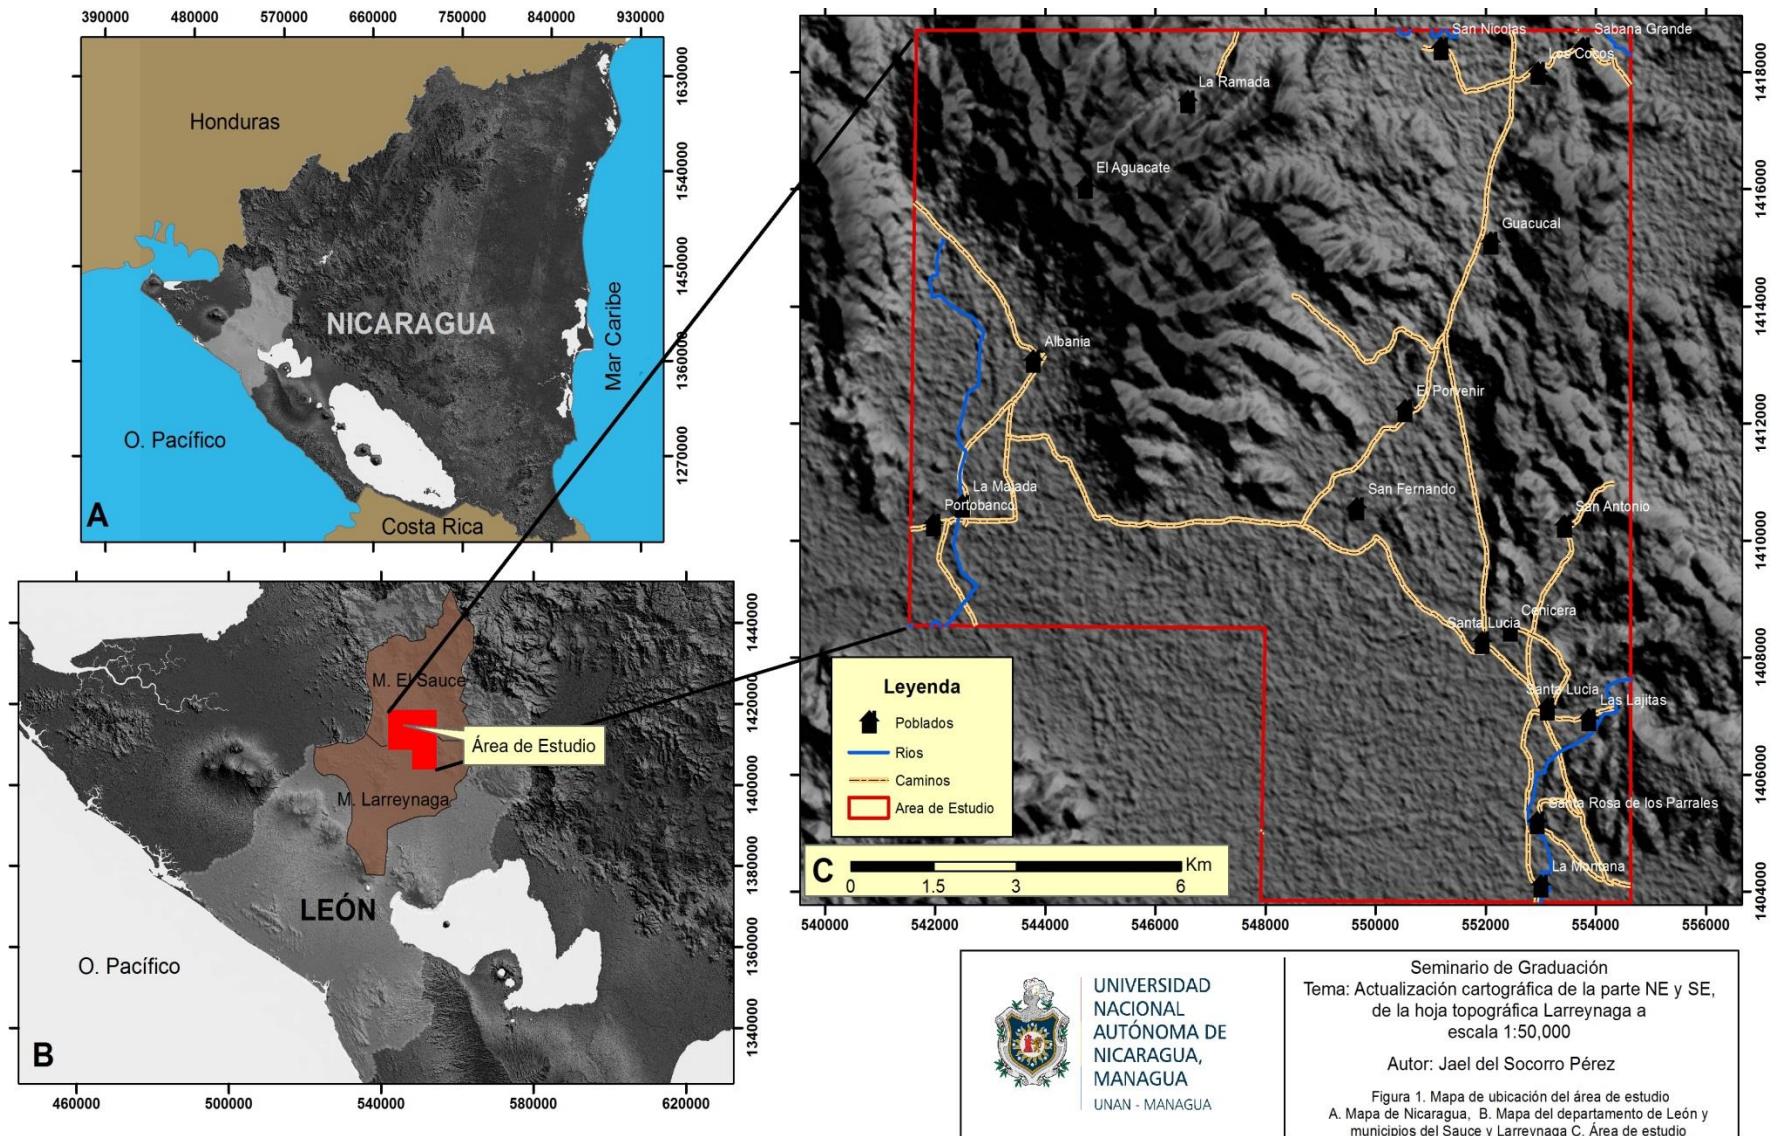 390000 480000 570000 660000 750000 840000 930000
1630000
1540000
1450000
1360000
1270000
Honduras
NICARAGUA
Mar Caribe
O. Pacífico
Costa Rica
A
1440000
1420000
1400000
1380000
1360000
1340000
M. El Sauce
Área de Estudio
M. Larreynaga
LEÓN
O. Pacífico
B
460000 500000 540000 580000 620000
San Nicolas
Sabana Grande
Los Cocos
La Ramada
El Aguacate
Guacucal
Albania
El Porvenir
La Majada
Portobanco
San Fernando
San Antonio
Cenicera
Santa Lucia
Santa Lucia
Las Lajitas
Santa Rosa de los Parrales
La Montana
1418000
1416000
1414000
1412000
1410000
1408000
1406000
1404000
Leyenda
Poblados
Rios
Caminos
Area de Estudio
C
Km
0 1.5 3 6
540000 542000 544000 546000 548000 550000 552000 554000 556000
UNIVERSIDAD
NACIONAL
AUTÓNOMA DE
NICARAGUA,
MANAGUA
UNAN - MANAGUA
Seminario de Graduación
Tema: Actualización cartográfica de la parte NE y SE,
de la hoja topográfica Larreynaga a
escala 1:50,000
Autor: Jael del Socorro Pérez
Figura 1. Mapa de ubicación del área de estudio
A. Mapa de Nicaragua, B. Mapa del departamento de León y
municipios del Sauce y Larreynaga C. Área de estudio